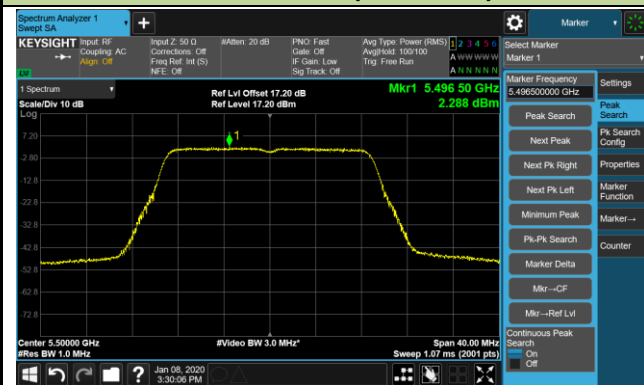 Spectrum Analyzer 1
Swept SA
Marker
KEYSIGHT
Input: RF
Coupling: AC
Align: Off
Input Z: 50 Ω
Corrections: Off
Freq Ref: Int (S)
NFE: Off
#Atten: 20 dB
PNO: Fast
Gate: Off
IF Gain: Low
Sig Track: Off
Avg Type: Power (RMS)
Avg|Hold: 100/100
Trig: Free Run
1 2 3 4 5 6
A W W W W W
A N N N N N
Select Marker
Marker 1
LXI
1 Spectrum
Scale/Div 10 dB
Log
Ref Lvl Offset 17.20 dB
Ref Level 17.20 dBm
Mkr1 5.496 50 GHz
2.288 dBm
7.20
-2.80
-12.8
-22.8
-32.8
-42.8
-52.8
-62.8
-72.8
1
Center 5.50000 GHz
#Res BW 1.0 MHz
#Video BW 3.0 MHz*
Span 40.00 MHz
Sweep 1.07 ms (2001 pts)
Marker Frequency
5.496500000 GHz
Peak Search
Next Peak
Next Pk Right
Next Pk Left
Minimum Peak
Pk-Pk Search
Marker Delta
Mkr→CF
Mkr→Ref Lvl
Continuous Peak
Search
On
Off
Settings
Peak
Search
Pk Search
Config
Properties
Marker
Function
Marker→
Counter
Jan 08, 2020
3:30:06 PM